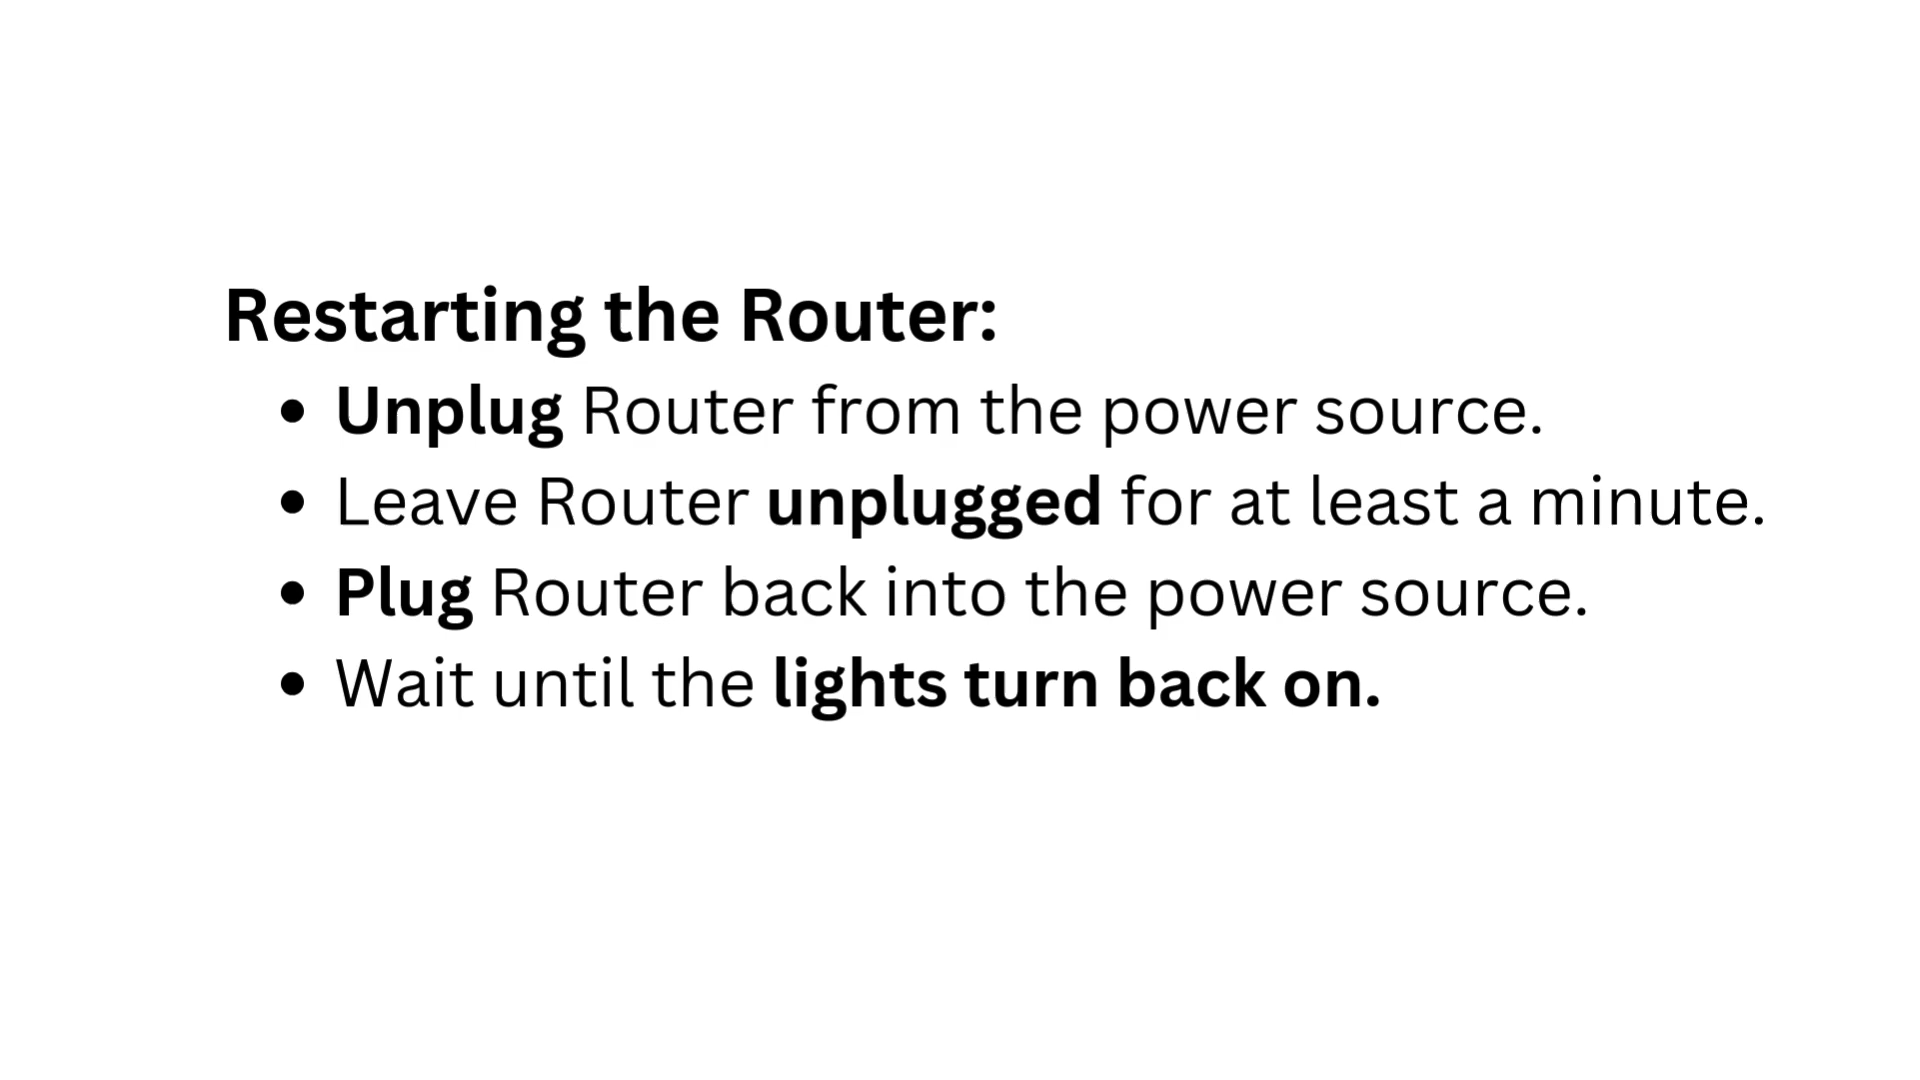 Restarting the Router:
• Unplug Router from the power source.
• Leave Router unplugged for at least a minute.
• Plug Router back into the power source.
• Wait until the lights turn back on.